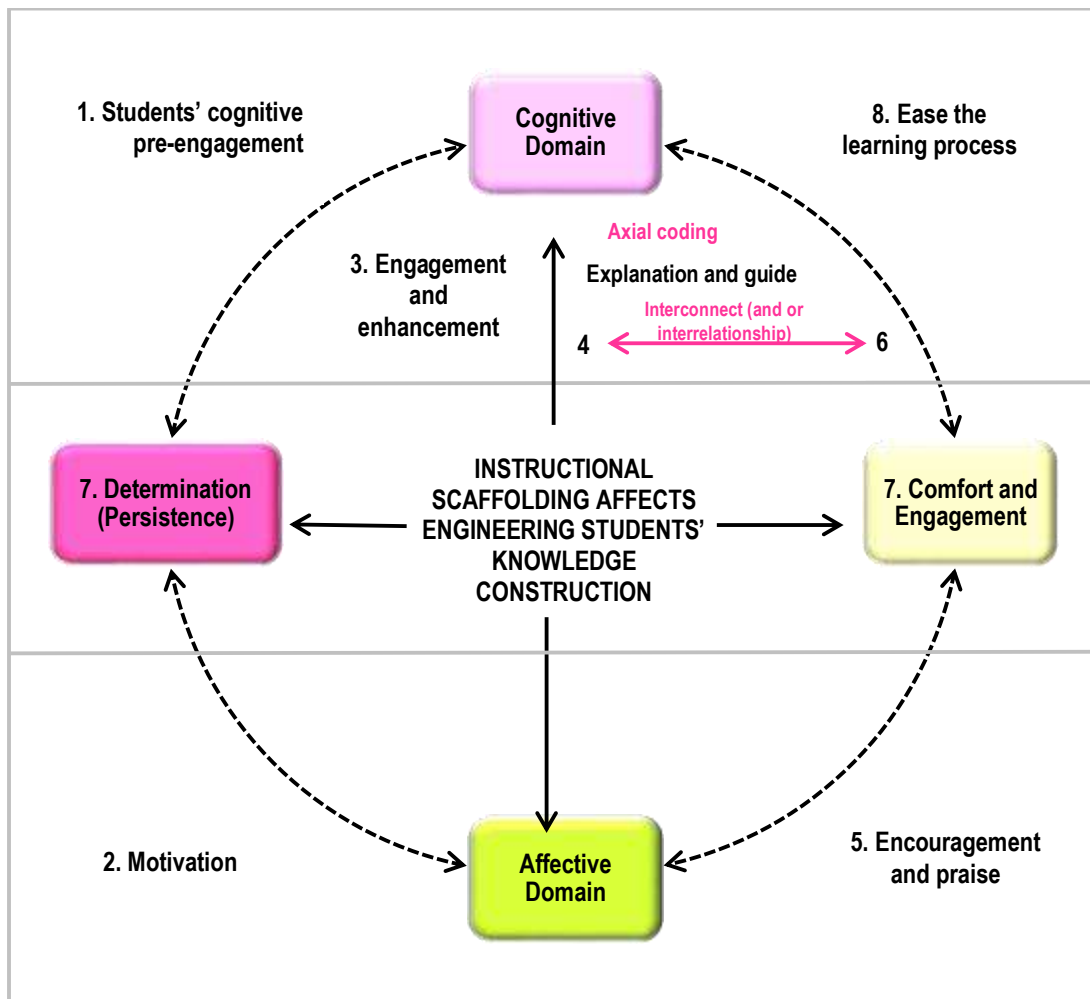 1. Students’ cognitive
pre-engagement
Cognitive
Domain
8. Ease the
learning process
Axial coding
3. Engagement
and
enhancement
Explanation and guide
Interconnect (and or
interrelationship)
4
6
7. Determination
(Persistence)
INSTRUCTIONAL
SCAFFOLDING AFFECTS
ENGINEERING STUDENTS’
KNOWLEDGE
CONSTRUCTION
7. Comfort and
Engagement
2. Motivation
Affective
Domain
5. Encouragement
and praise